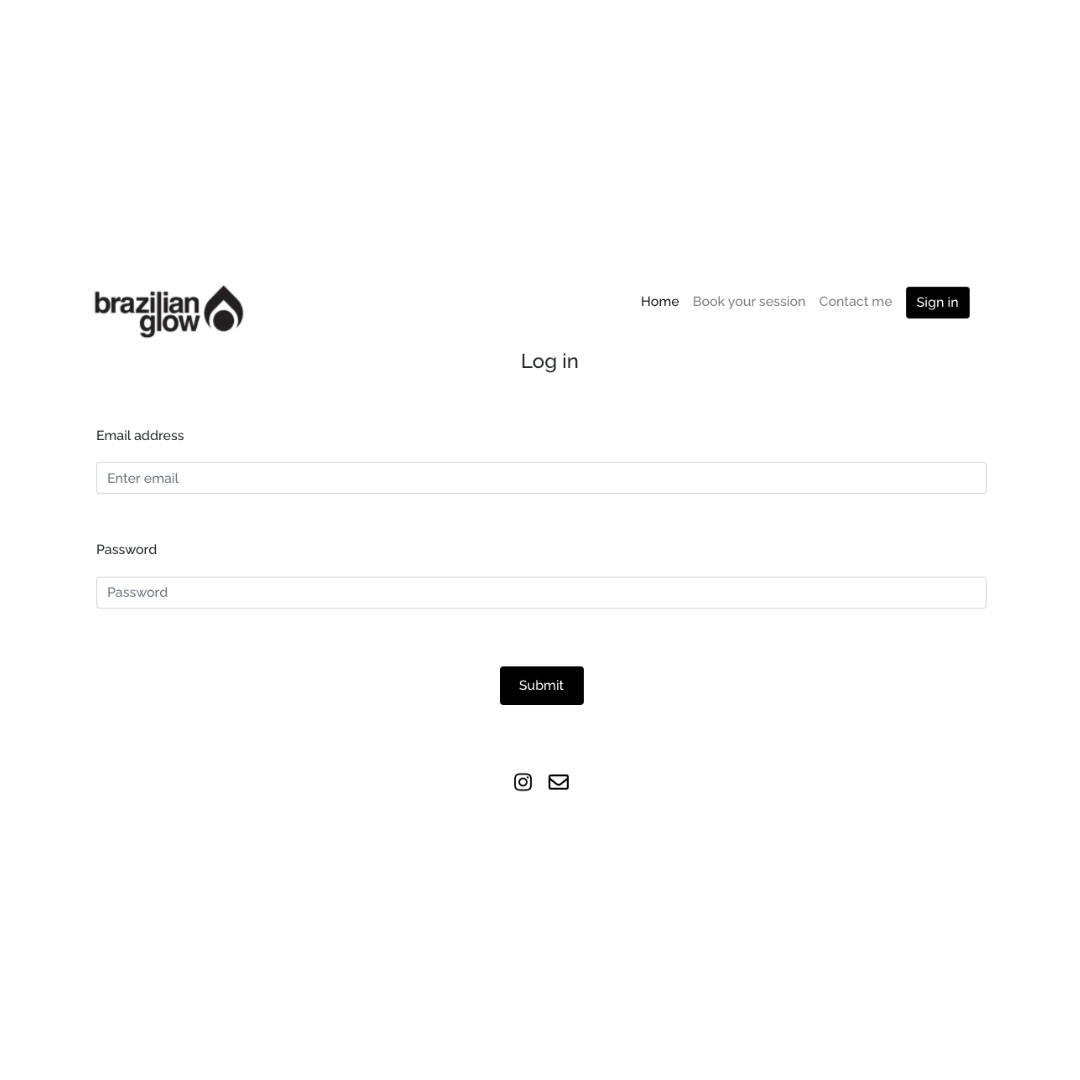 brazilian
glow
Home Book your session Contact me Sign in
Log in
Email address
Enter email
Password
Password
Submit